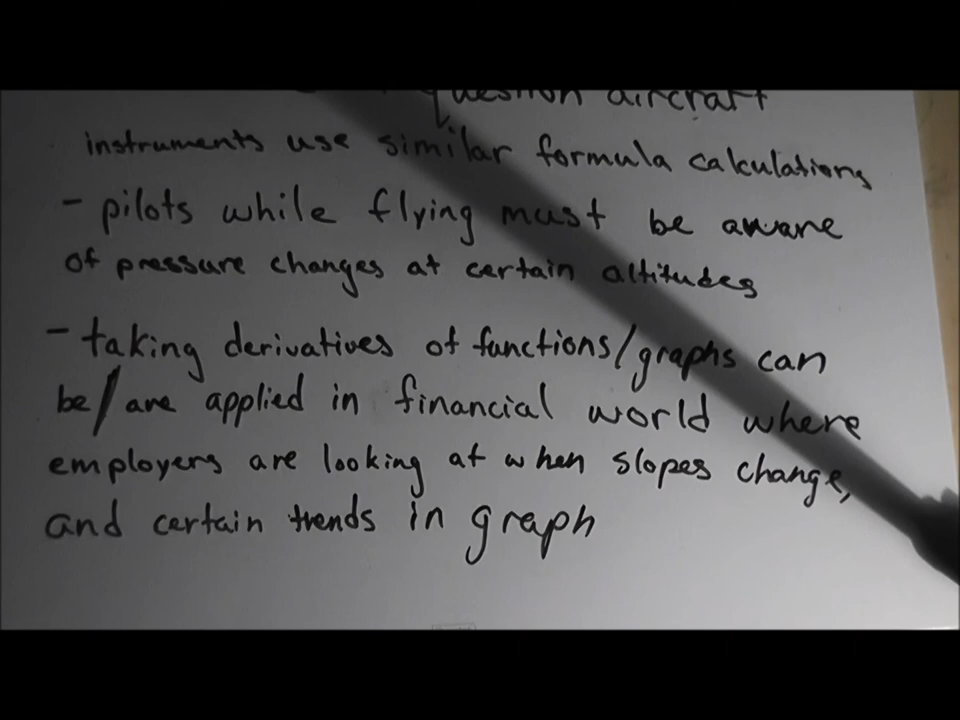 question aircraft
instruments use similar formula calculations
- pilots while flying must be aware
of pressure changes at certain altitudes
- taking derivatives of functions/graphs can
be/are applied in financial world where
employers are looking at when slopes change,
and certain trends in graph